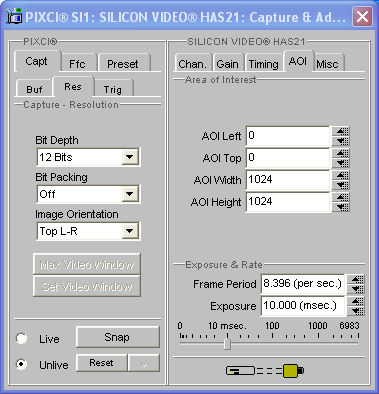 PIXCI® SI1: SILICON VIDEO® HAS21: Capture & Ad...
PIXCI®
Capt Ffc Preset
Buf Res Trig
Capture - Resolution
Bit Depth
12 Bits
Bit Packing
Off
Image Orientation
Top L-R
Max Video Window
Set Video Window
Live
Snap
Unlive
Reset
»
SILICON VIDEO® HAS21
Chan. Gain Timing AOI Misc
Area of Interest
AOI Left 0
AOI Top 0
AOI Width 1024
AOI Height 1024
Exposure & Rate
Frame Period 8.396 (per sec.)
Exposure 10.000 (msec.)
0 10 msec. 100 1000 6983